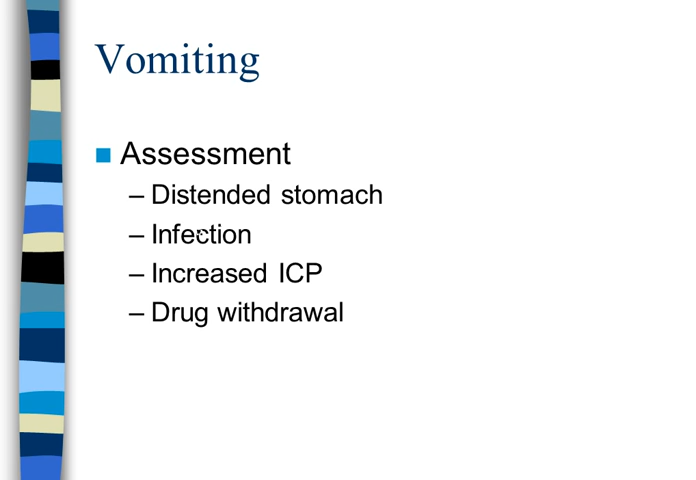 Vomiting
Assessment
– Distended stomach
– Infection
– Increased ICP
– Drug withdrawal